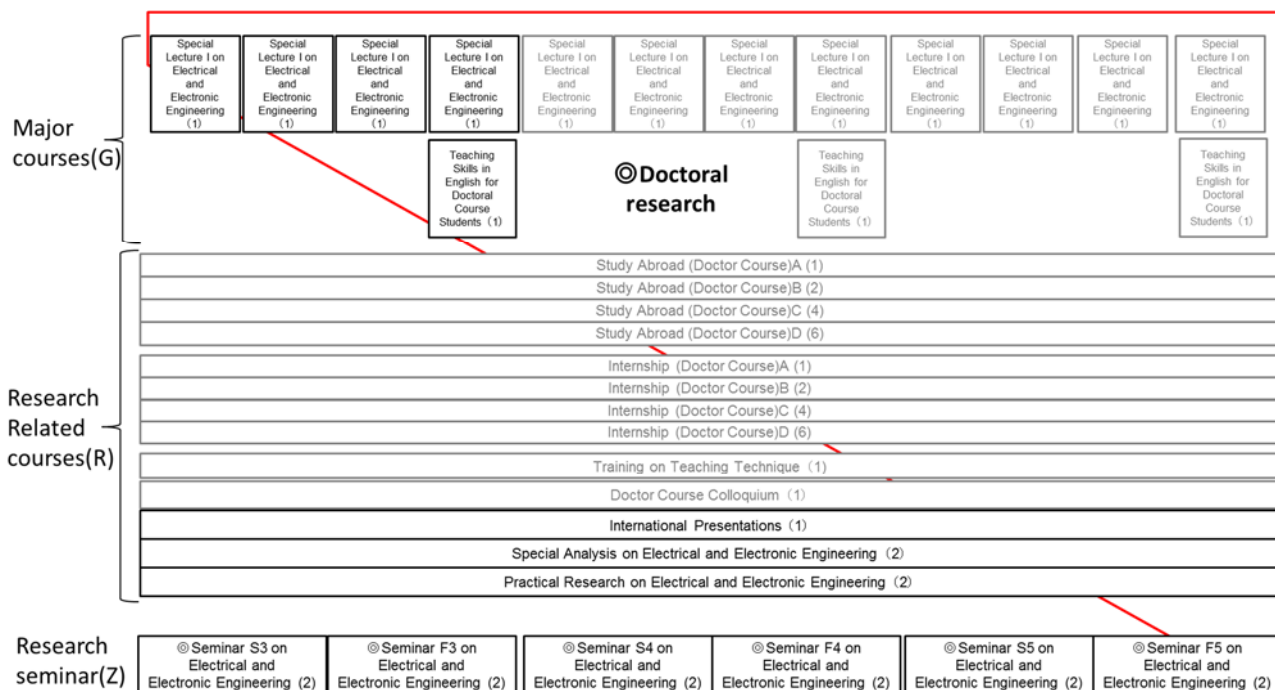 Major
courses(G)
Special
Lecture I on
Electrical
and
Electronic
Engineering
(1)
Special
Lecture I on
Electrical
and
Electronic
Engineering
(1)
Special
Lecture I on
Electrical
and
Electronic
Engineering
(1)
Special
Lecture I on
Electrical
and
Electronic
Engineering
(1)
Special
Lecture I on
Electrical
and
Electronic
Engineering
(1)
Special
Lecture I on
Electrical
and
Electronic
Engineering
(1)
Special
Lecture I on
Electrical
and
Electronic
Engineering
(1)
Special
Lecture I on
Electrical
and
Electronic
Engineering
(1)
Special
Lecture I on
Electrical
and
Electronic
Engineering
(1)
Special
Lecture I on
Electrical
and
Electronic
Engineering
(1)
Special
Lecture I on
Electrical
and
Electronic
Engineering
(1)
Special
Lecture I on
Electrical
and
Electronic
Engineering
(1)
Teaching
Skills in
English for
Doctoral
Course
Students (1)
◎Doctoral
research
Teaching
Skills in
English for
Doctoral
Course
Students (1)
Teaching
Skills in
English for
Doctoral
Course
Students (1)
Research
Related
courses(R)
Study Abroad (Doctor Course)A (1)
Study Abroad (Doctor Course)B (2)
Study Abroad (Doctor Course)C (4)
Study Abroad (Doctor Course)D (6)
Internship (Doctor Course)A (1)
Internship (Doctor Course)B (2)
Internship (Doctor Course)C (4)
Internship (Doctor Course)D (6)
Training on Teaching Technique (1)
Doctor Course Colloquium (1)
International Presentations (1)
Special Analysis on Electrical and Electronic Engineering (2)
Practical Research on Electrical and Electronic Engineering (2)
Research
seminar(Z)
◎Seminar S3 on
Electrical and
Electronic Engineering (2)
◎Seminar F3 on
Electrical and
Electronic Engineering (2)
◎Seminar S4 on
Electrical and
Electronic Engineering (2)
◎Seminar F4 on
Electrical and
Electronic Engineering (2)
◎Seminar S5 on
Electrical and
Electronic Engineering (2)
◎Seminar F5 on
Electrical and
Electronic Engineering (2)